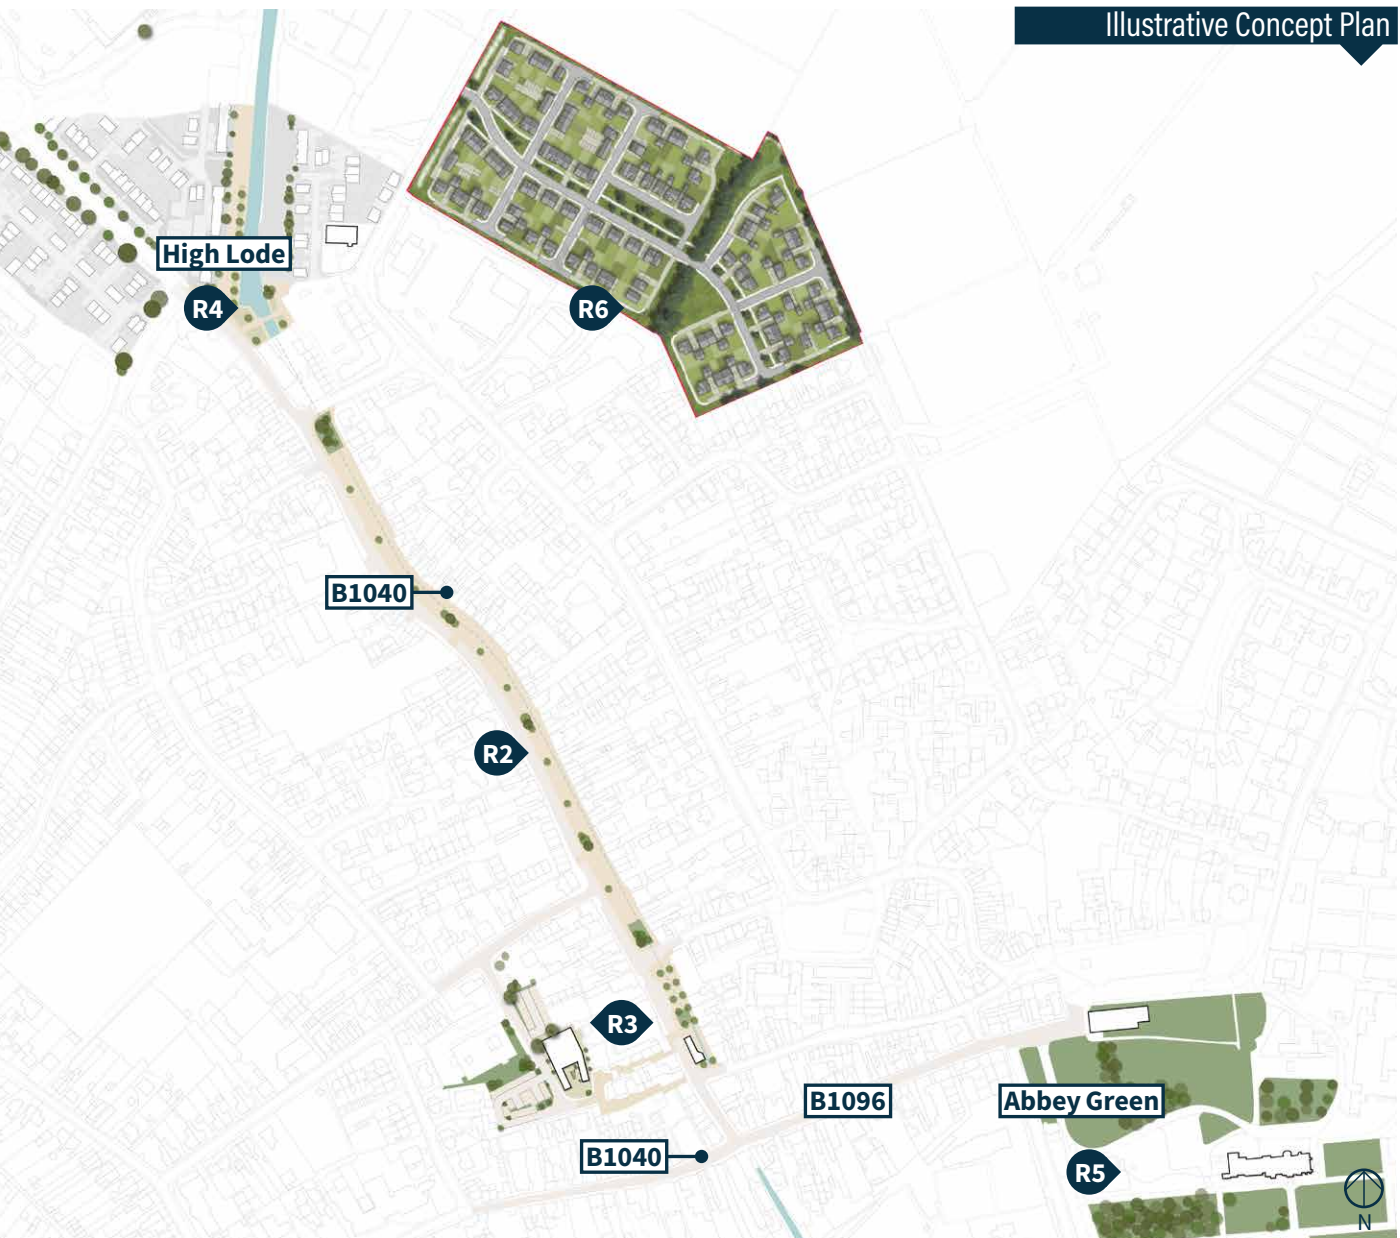 Illustrative Concept Plan
High Lode
R4
R6
B1040
R2
R3
B1096
Abbey Green
B1040
R5
N